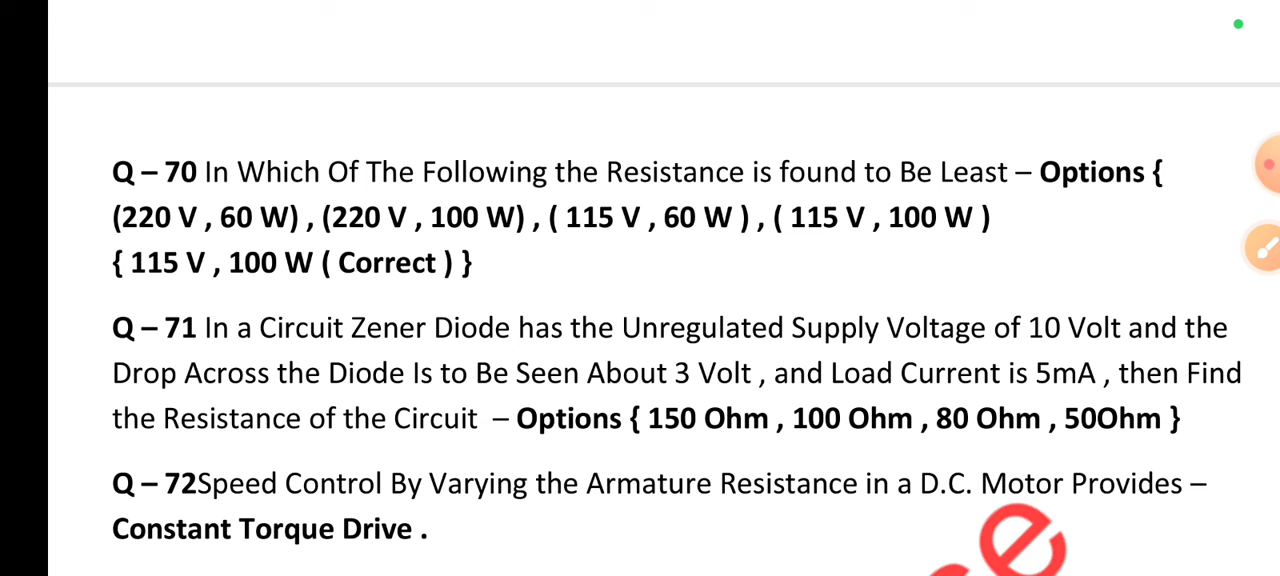 Q – 70 In Which Of The Following the Resistance is found to Be Least – Options {
(220 V , 60 W) , (220 V , 100 W) , ( 115 V , 60 W ) , ( 115 V , 100 W )
{ 115 V , 100 W ( Correct ) }
Q – 71 In a Circuit Zener Diode has the Unregulated Supply Voltage of 10 Volt and the
Drop Across the Diode Is to Be Seen About 3 Volt , and Load Current is 5mA , then Find
the Resistance of the Circuit – Options { 150 Ohm , 100 Ohm , 80 Ohm , 50Ohm }
Q – 72Speed Control By Varying the Armature Resistance in a D.C. Motor Provides –
Constant Torque Drive .